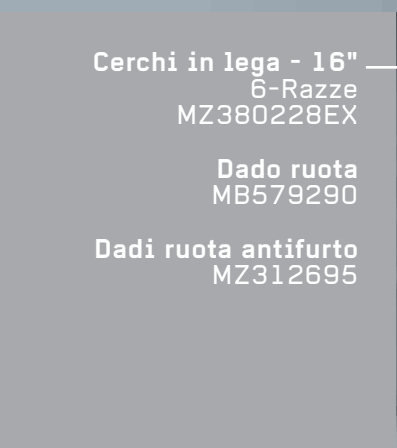 Cerchi in lega - 16"
6-Razze
MZ380228EX
Dado ruota
MB579290
Dadi ruota antifurto
MZ312695